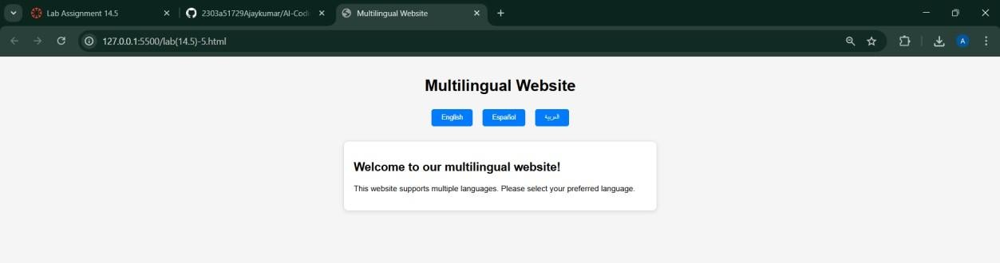 Lab Assignment 14.5
2303a51729Ajaykumar/AI-Codi
Multilingual Website
127.0.0.1:5500/lab(14.5)-5.html
A
Multilingual Website
English Español العربية
Welcome to our multilingual website!
This website supports multiple languages. Please select your preferred language.